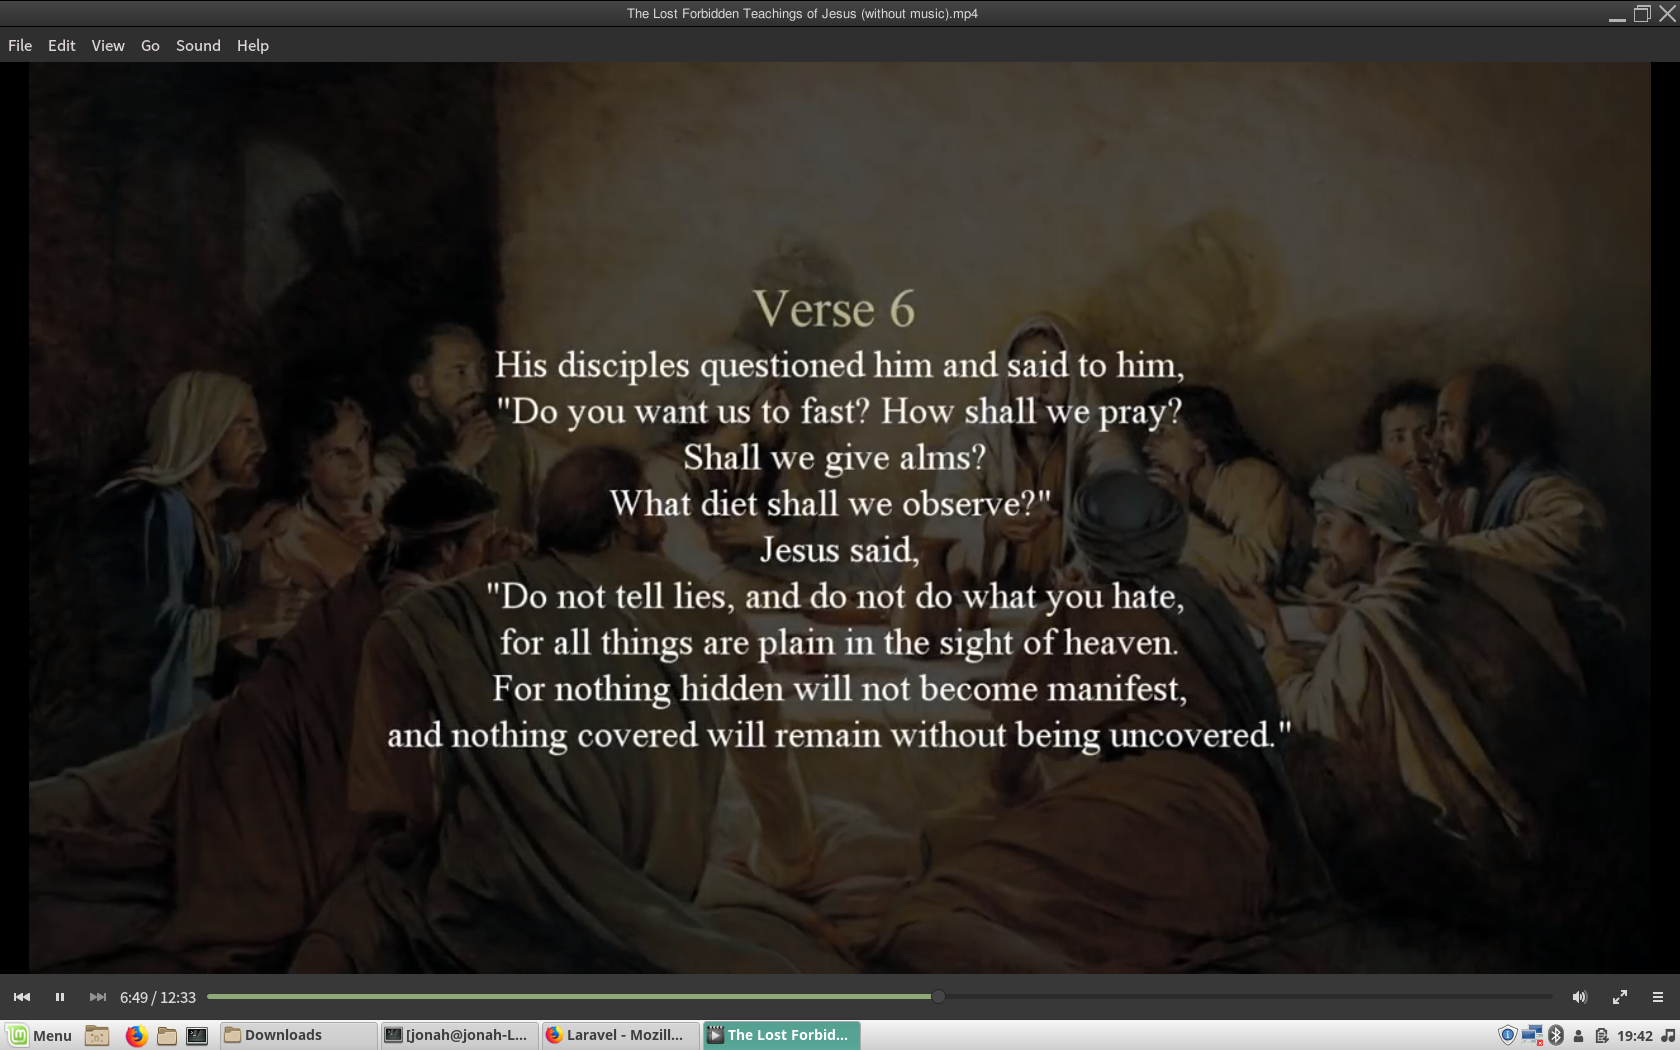 The Lost Forbidden Teachings of Jesus (without music).mp4
File Edit View Go Sound Help
Verse 6
His disciples questioned him and said to him,
"Do you want us to fast? How shall we pray?
Shall we give alms?
What diet shall we observe?"
Jesus said,
"Do not tell lies, and do not do what you hate,
for all things are plain in the sight of heaven.
For nothing hidden will not become manifest,
and nothing covered will remain without being uncovered."
6:49 / 12:33
Menu Downloads [jonah@jonah-L... Laravel - Mozill... The Lost Forbid... 19:42